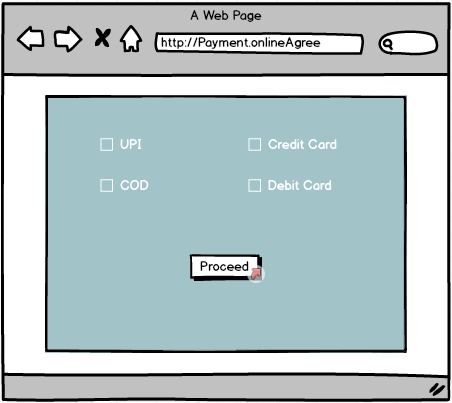 A Web Page
http://Payment.onlineAgree
UPI
Credit Card
COD
Debit Card
Proceed